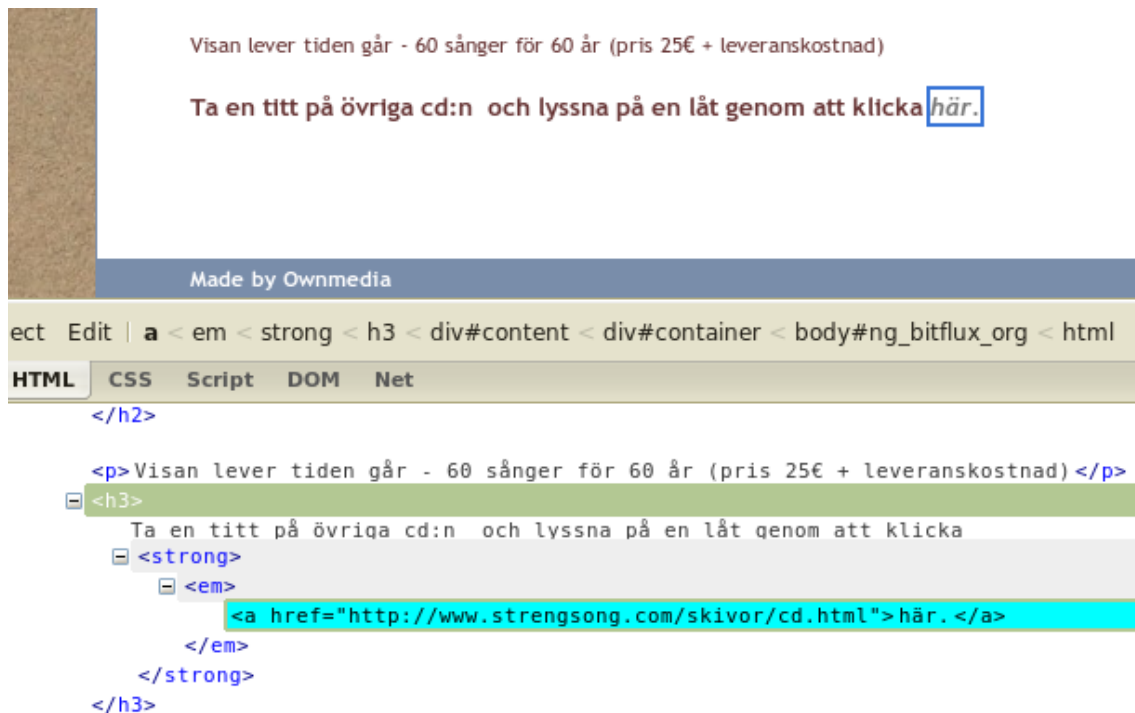 Visan lever tiden går - 60 sånger för 60 år (pris 25€ + leveranskostnad)
Ta en titt på övriga cd:n  och lyssna på en låt genom att klicka här.
Made by Ownmedia
ect Edit | a < em < strong < h3 < div#content < div#container < body#ng_bitflux_org < html
HTML CSS Script DOM Net
</h2>
<p>Visan lever tiden går - 60 sånger för 60 år (pris 25€ + leveranskostnad)</p>
<h3>
Ta en titt på övriga cd:n  och lyssna på en låt genom att klicka
<strong>
<em>
<a href="http://www.strengsong.com/skivor/cd.html">här.</a>
</em>
</strong>
</h3>